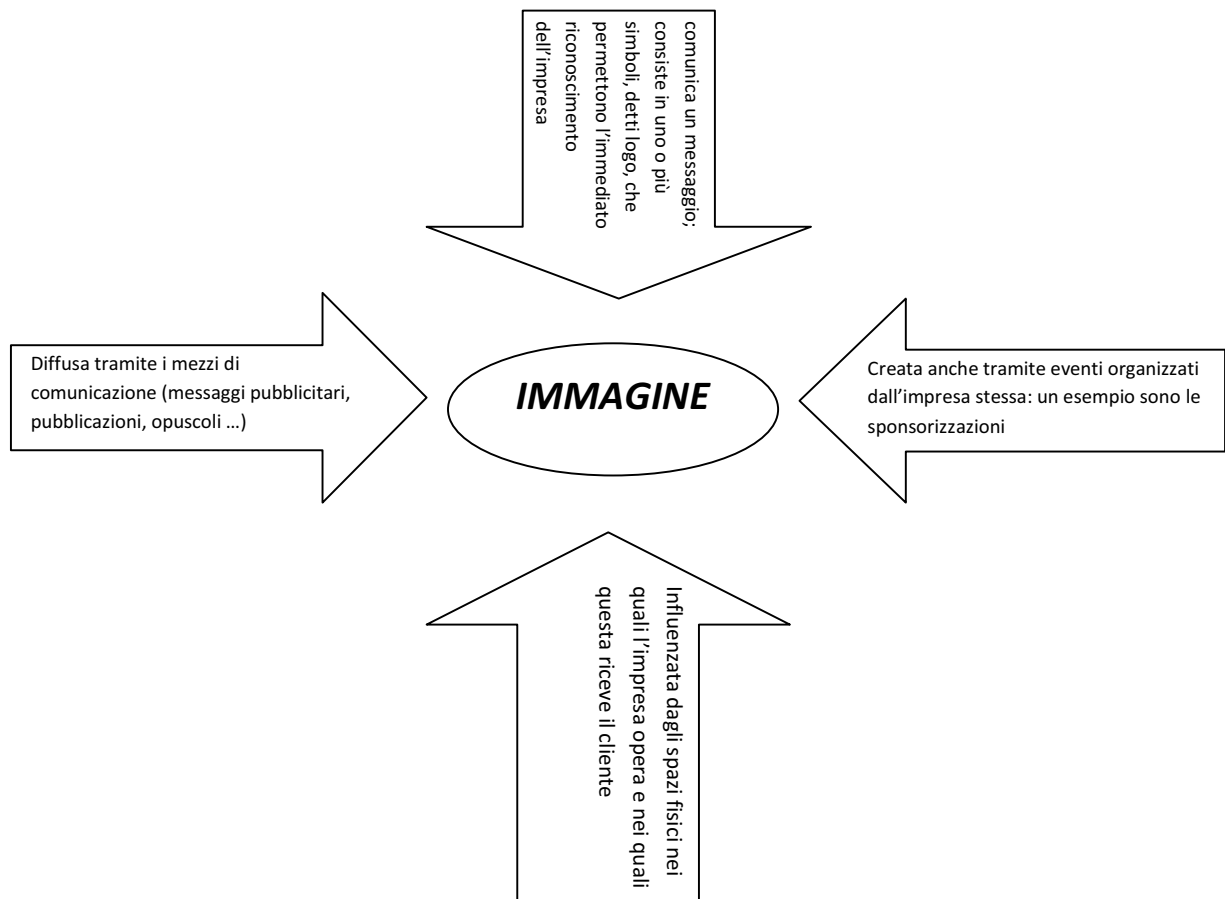 comunica un messaggio;
consiste in uno o più
simboli, detti logo, che
permettono l'immediato
riconoscimento
dell'impresa
Diffusa tramite i mezzi di
comunicazione (messaggi pubblicitari,
pubblicazioni, opuscoli …)
IMMAGINE
Creata anche tramite eventi organizzati
dall'impresa stessa: un esempio sono le
sponsorizzazioni
Influenzata dagli spazi fisici nei
quali l'impresa opera e nei quali
questa riceve il cliente